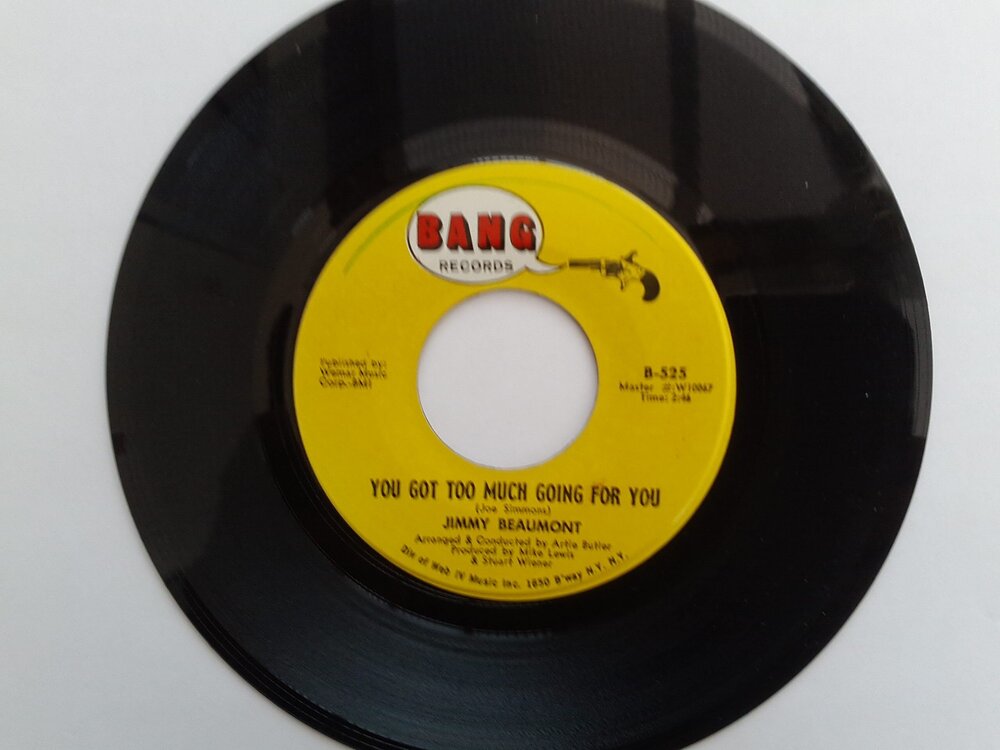 BANG
RECORDS
Published by:
Wemar Music
Corp.-BMI
B-525
Master #:W10067
Time: 2:46
YOU GOT TOO MUCH GOING FOR YOU
(Joe Simmons)
JIMMY BEAUMONT
Arranged & Conducted by Artie Butler
Produced by Mike Lewis
& Stuart Wiener
Div of Web IV Music Inc. 1650 B'way N.Y. N.Y.